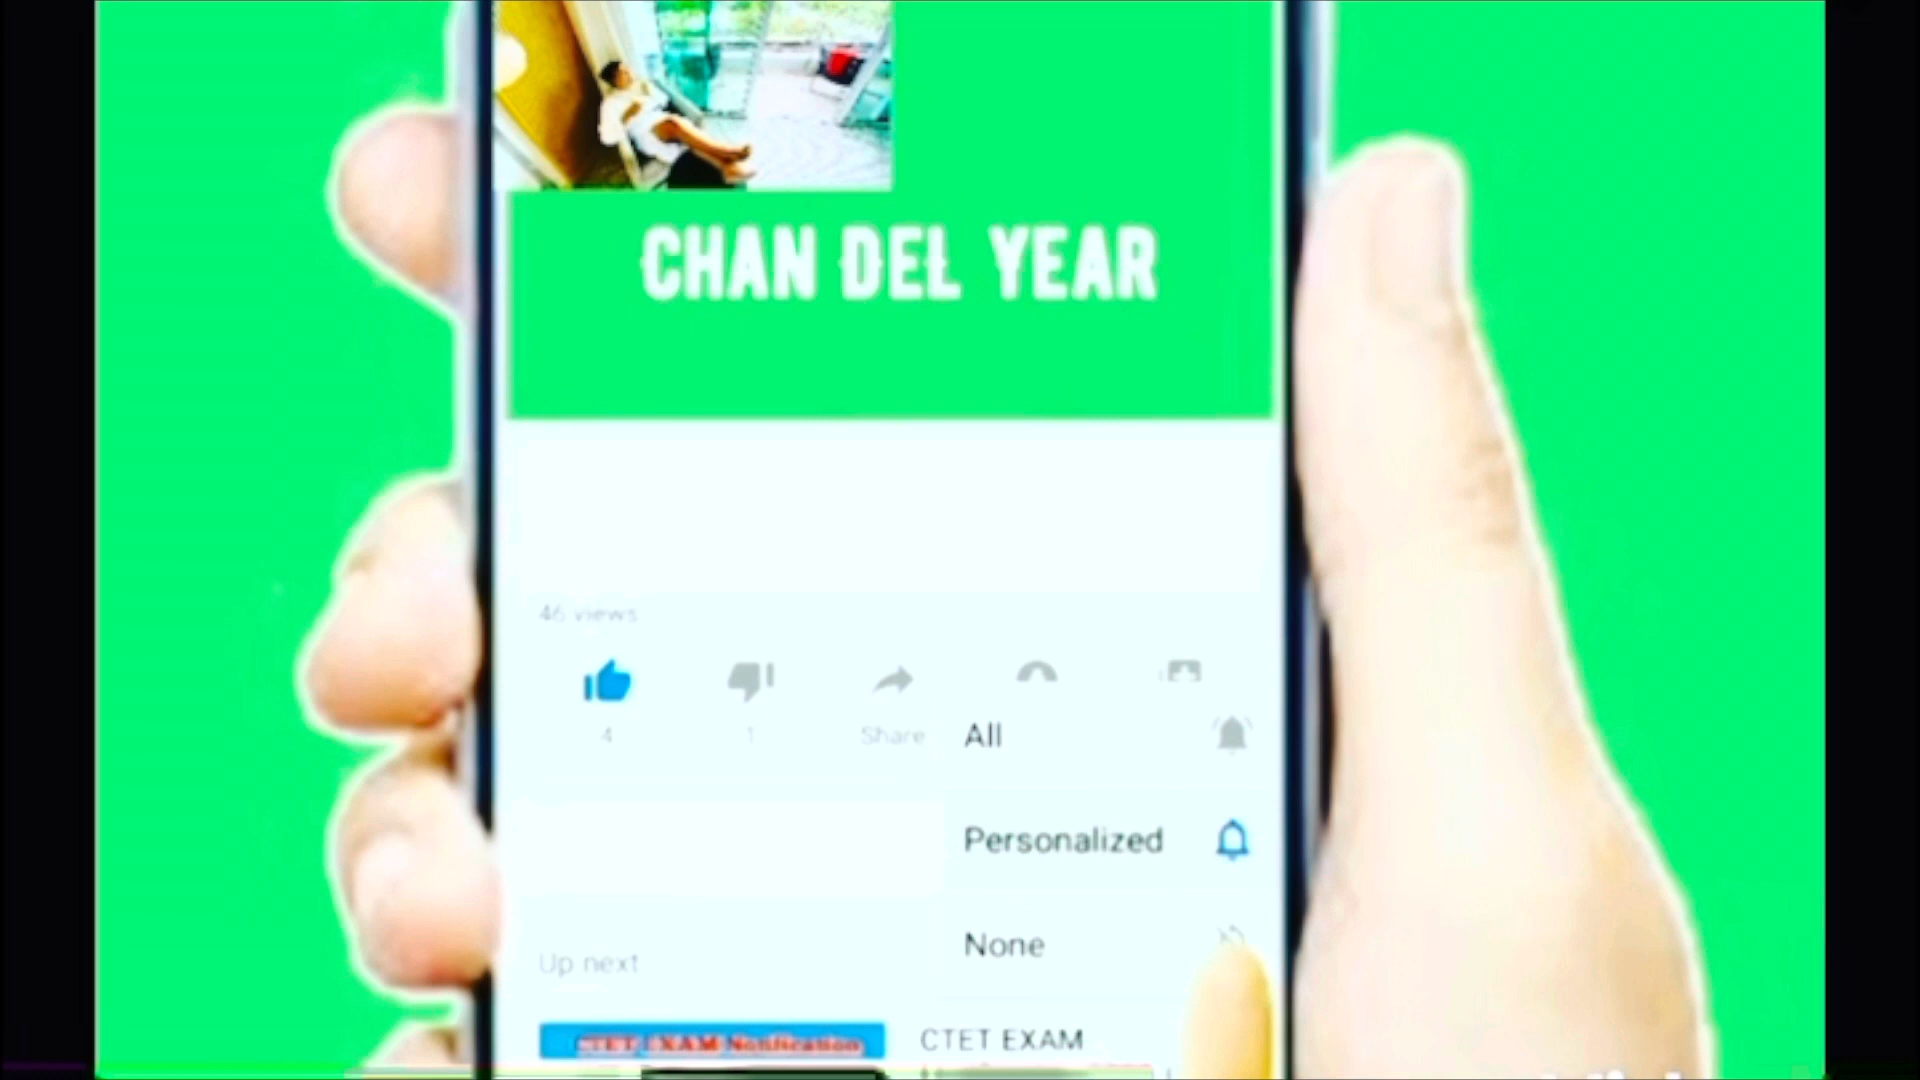 CHAN DEL YEAR
46 views
4
1
Share
All
Personalized
None
Up next
CTET EXAM Notification
CTET EXAM